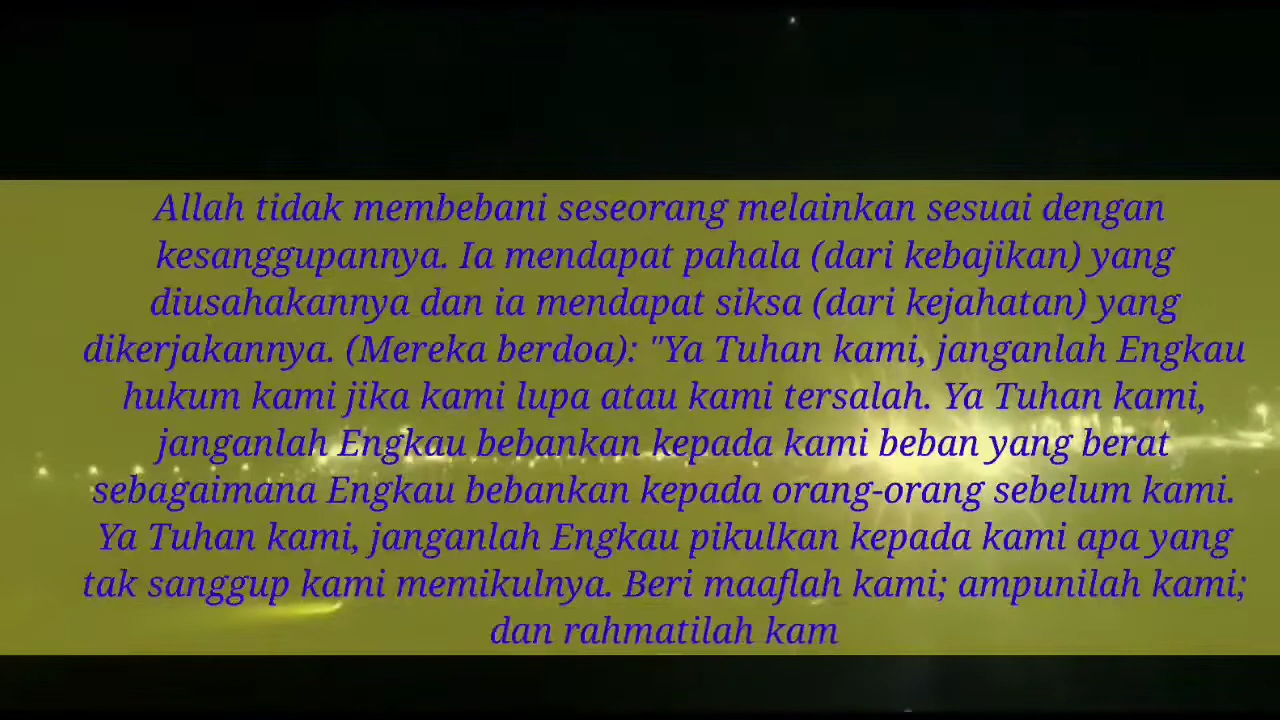 Allah tidak membebani seseorang melainkan sesuai dengan
kesanggupannya. Ia mendapat pahala (dari kebajikan) yang
diusahakannya dan ia mendapat siksa (dari kejahatan) yang
dikerjakannya. (Mereka berdoa): "Ya Tuhan kami, janganlah Engkau
hukum kami jika kami lupa atau kami tersalah. Ya Tuhan kami,
janganlah Engkau bebankan kepada kami beban yang berat
sebagaimana Engkau bebankan kepada orang-orang sebelum kami.
Ya Tuhan kami, janganlah Engkau pikulkan kepada kami apa yang
tak sanggup kami memikulnya. Beri maaflah kami; ampunilah kami;
dan rahmatilah kam